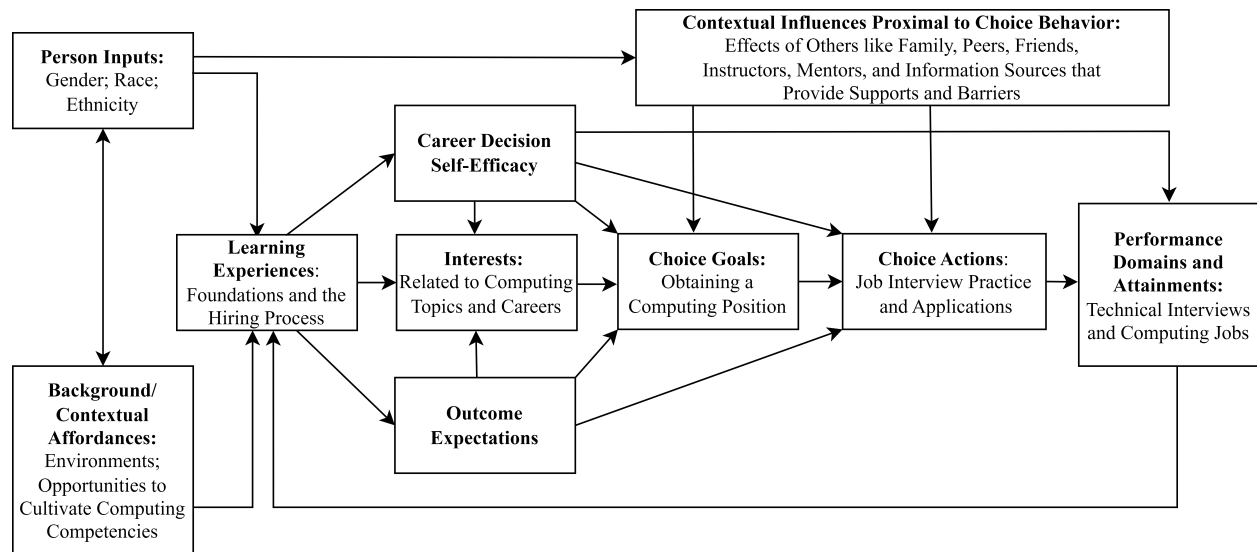 Person Inputs:
Gender; Race;
Ethnicity
Contextual Influences Proximal to Choice Behavior:
Effects of Others like Family, Peers, Friends,
Instructors, Mentors, and Information Sources that
Provide Supports and Barriers
Career Decision
Self-Efficacy
Learning
Experiences:
Foundations and the
Hiring Process
Interests:
Related to Computing
Topics and Careers
Choice Goals:
Obtaining a
Computing Position
Choice Actions:
Job Interview Practice
and Applications
Performance
Domains and
Attainments:
Technical Interviews
and Computing Jobs
Background/
Contextual
Affordances:
Environments;
Opportunities to
Cultivate Computing
Competencies
Outcome
Expectations